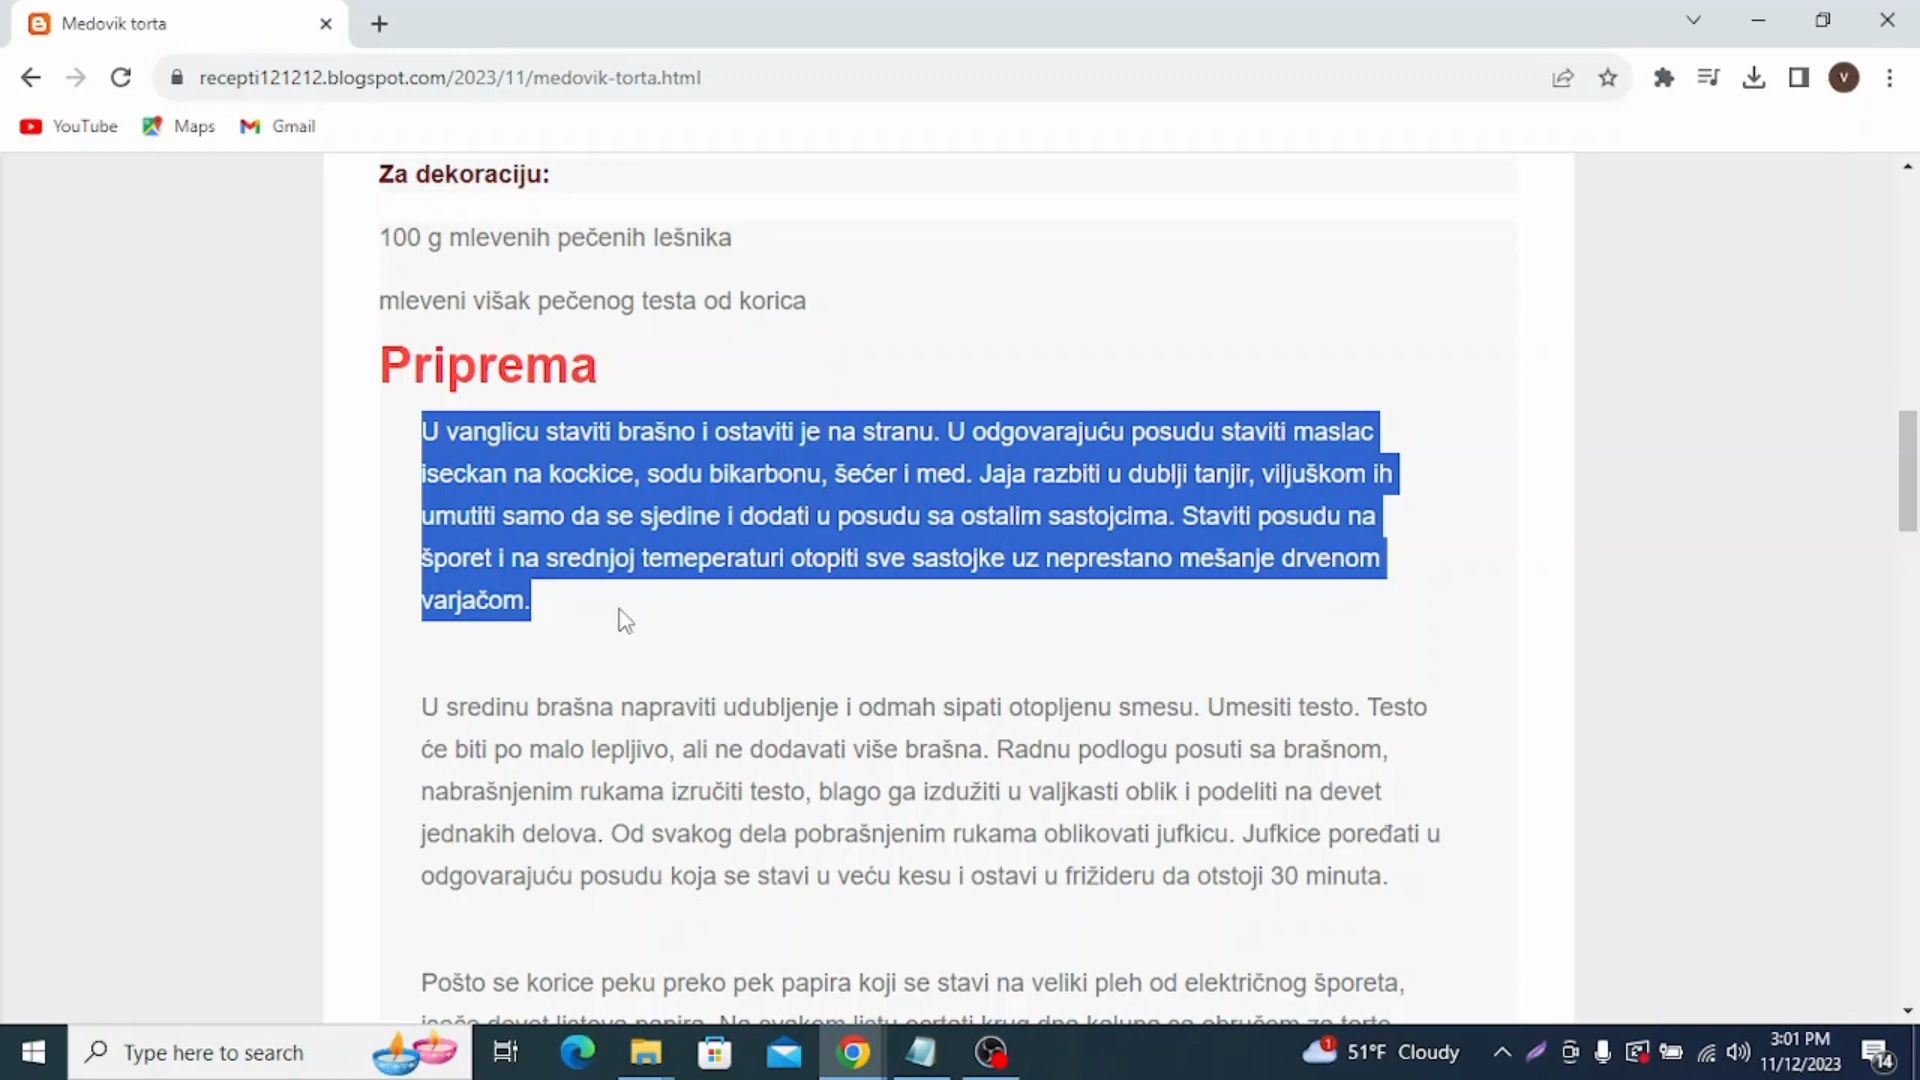 Medovik torta
recepti121212.blogspot.com/2023/11/medovik-torta.html
V
YouTube
Maps
Gmail
Za dekoraciju:
100 g mlevenih pečenih lešnika
mleveni višak pečenog testa od korica
Priprema
U vanglicu staviti brašno i ostaviti je na stranu. U odgovarajuću posudu staviti maslac
iseckan na kockice, sodu bikarbonu, šećer i med. Jaja razbiti u dublji tanjir, viljuškom ih
umutiti samo da se sjedine i dodati u posudu sa ostalim sastojcima. Staviti posudu na
šporet i na srednjoj temeperaturi otopiti sve sastojke uz neprestano mešanje drvenom
varjačom.
U sredinu brašna napraviti udubljenje i odmah sipati otopljenu smesu. Umesiti testo. Testo
će biti po malo lepljivo, ali ne dodavati više brašna. Radnu podlogu posuti sa brašnom,
nabrašnjenim rukama izručiti testo, blago ga izdužiti u valjkasti oblik i podeliti na devet
jednakih delova. Od svakog dela pobrašnjenim rukama oblikovati jufkicu. Jufkice poređati u
odgovarajuću posudu koja se stavi u veću kesu i ostavi u frižideru da otstoji 30 minuta.
Pošto se korice peku preko pek papira koji se stavi na veliki pleh od električnog šporeta,
Type here to search
1
51°F Cloudy
3:01 PM
11/12/2023
14